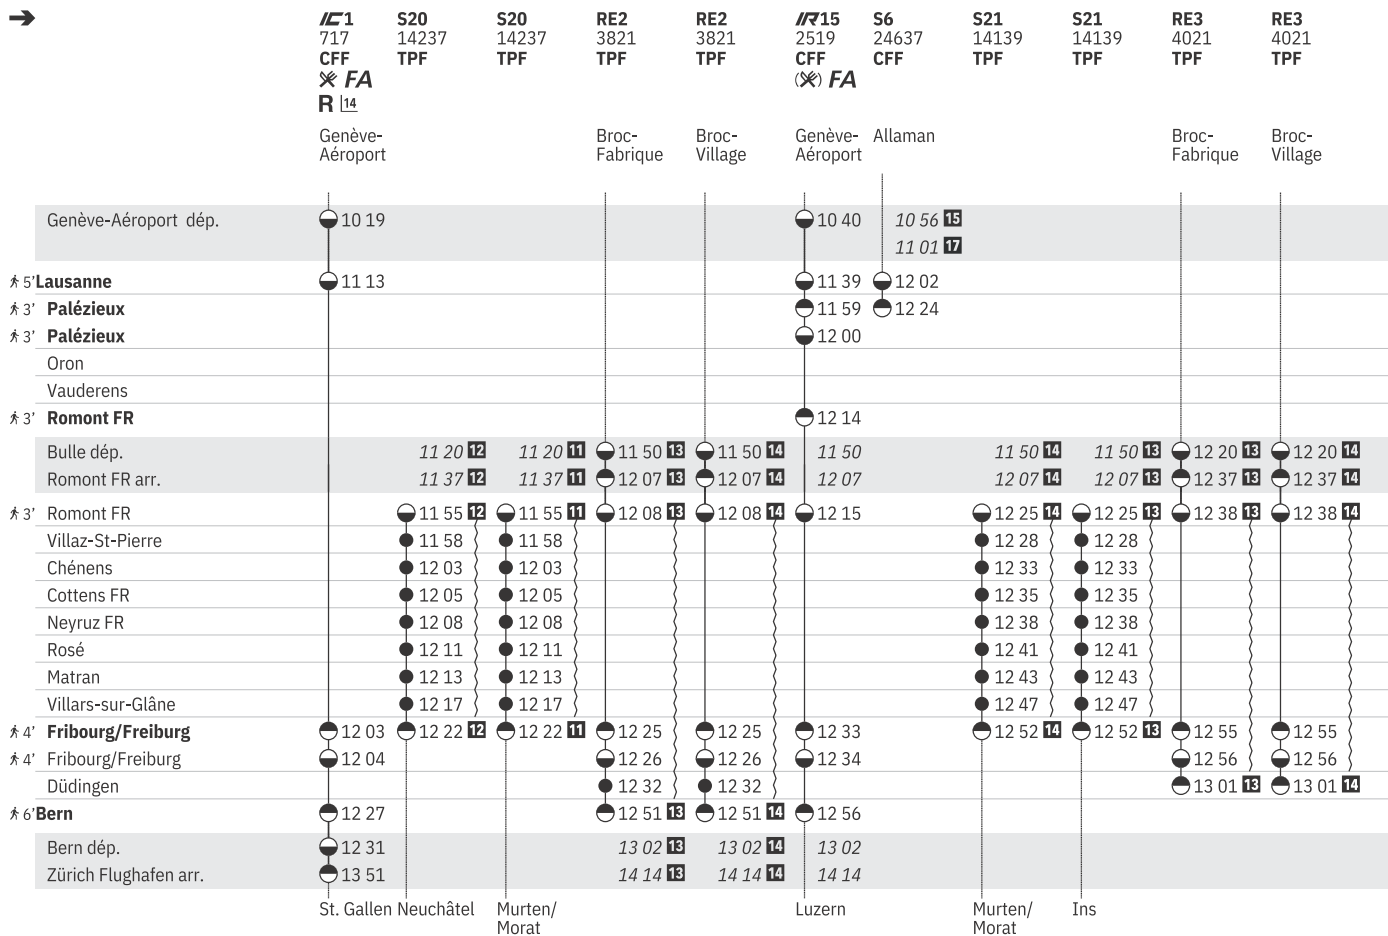 IC 1 S20 S20 RE2 RE2 IR 15 S6 S21 S21 RE3 RE3
717 14237 14237 3821 3821 2519 24637 14139 14139 4021 4021
CFF TPF TPF TPF TPF CFF CFF TPF TPF TPF TPF
FA FA
R 14
Genève- Broc- Broc- Genève- Allaman Broc- Broc-
Aéroport Fabrique Village Aéroport Fabrique Village
Genève-Aéroport dép. 10 19 10 40 10 56 15
11 01 17
5' Lausanne 11 13 11 39 12 02
3' Palézieux 11 59 12 24
3' Palézieux 12 00
Oron
Vauderens
3' Romont FR 12 14
Bulle dép. 11 20 12 11 20 11 11 50 13 11 50 14 11 50 11 50 14 11 50 13 12 20 13 12 20 14
Romont FR arr. 11 37 12 11 37 11 12 07 13 12 07 14 12 07 12 07 14 12 07 13 12 37 13 12 37 14
3' Romont FR 11 55 12 11 55 11 12 08 13 12 08 14 12 15 12 25 14 12 25 13 12 38 13 12 38 14
Villaz-St-Pierre 11 58 11 58 12 28 12 28
Chénens 12 03 12 03 12 33 12 33
Cottens FR 12 05 12 05 12 35 12 35
Neyruz FR 12 08 12 08 12 38 12 38
Rosé 12 11 12 11 12 41 12 41
Matran 12 13 12 13 12 43 12 43
Villars-sur-Glâne 12 17 12 17 12 47 12 47
4' Fribourg/Freiburg 12 03 12 22 12 12 22 11 12 25 12 25 12 33 12 52 14 12 52 13 12 55 12 55
4' Fribourg/Freiburg 12 04 12 26 12 26 12 34 12 56 12 56
Düdingen 12 32 12 32 13 01 13 13 01 14
6' Bern 12 27 12 51 13 12 51 14 12 56
Bern dép. 12 31 13 02 13 13 02 14 13 02
Zürich Flughafen arr. 13 51 14 14 13 14 14 14 14 14
St. Gallen Neuchâtel Murten/ Luzern Murten/ Ins
Morat Morat